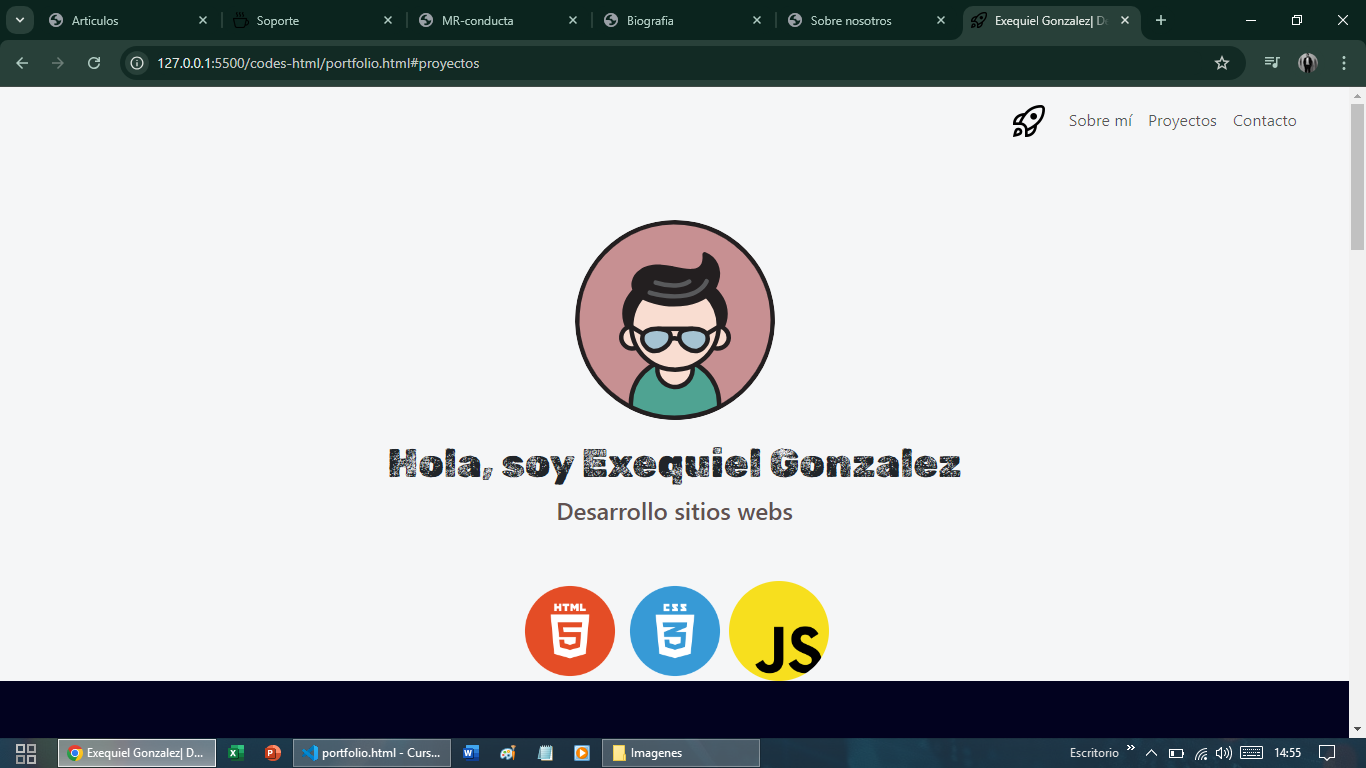 Articulos
Soporte
MR-conducta
Biografia
Sobre nosotros
Exequiel Gonzalez| De
127.0.0.1:5500/codes-html/portfolio.html#proyectos
Sobre mí Proyectos Contacto
Hola, soy Exequiel Gonzalez
Desarrollo sitios webs
HTML 5
CSS 3
JS
Exequiel Gonzalez| D...
portfolio.html - Curs...
Imagenes
Escritorio
14:55